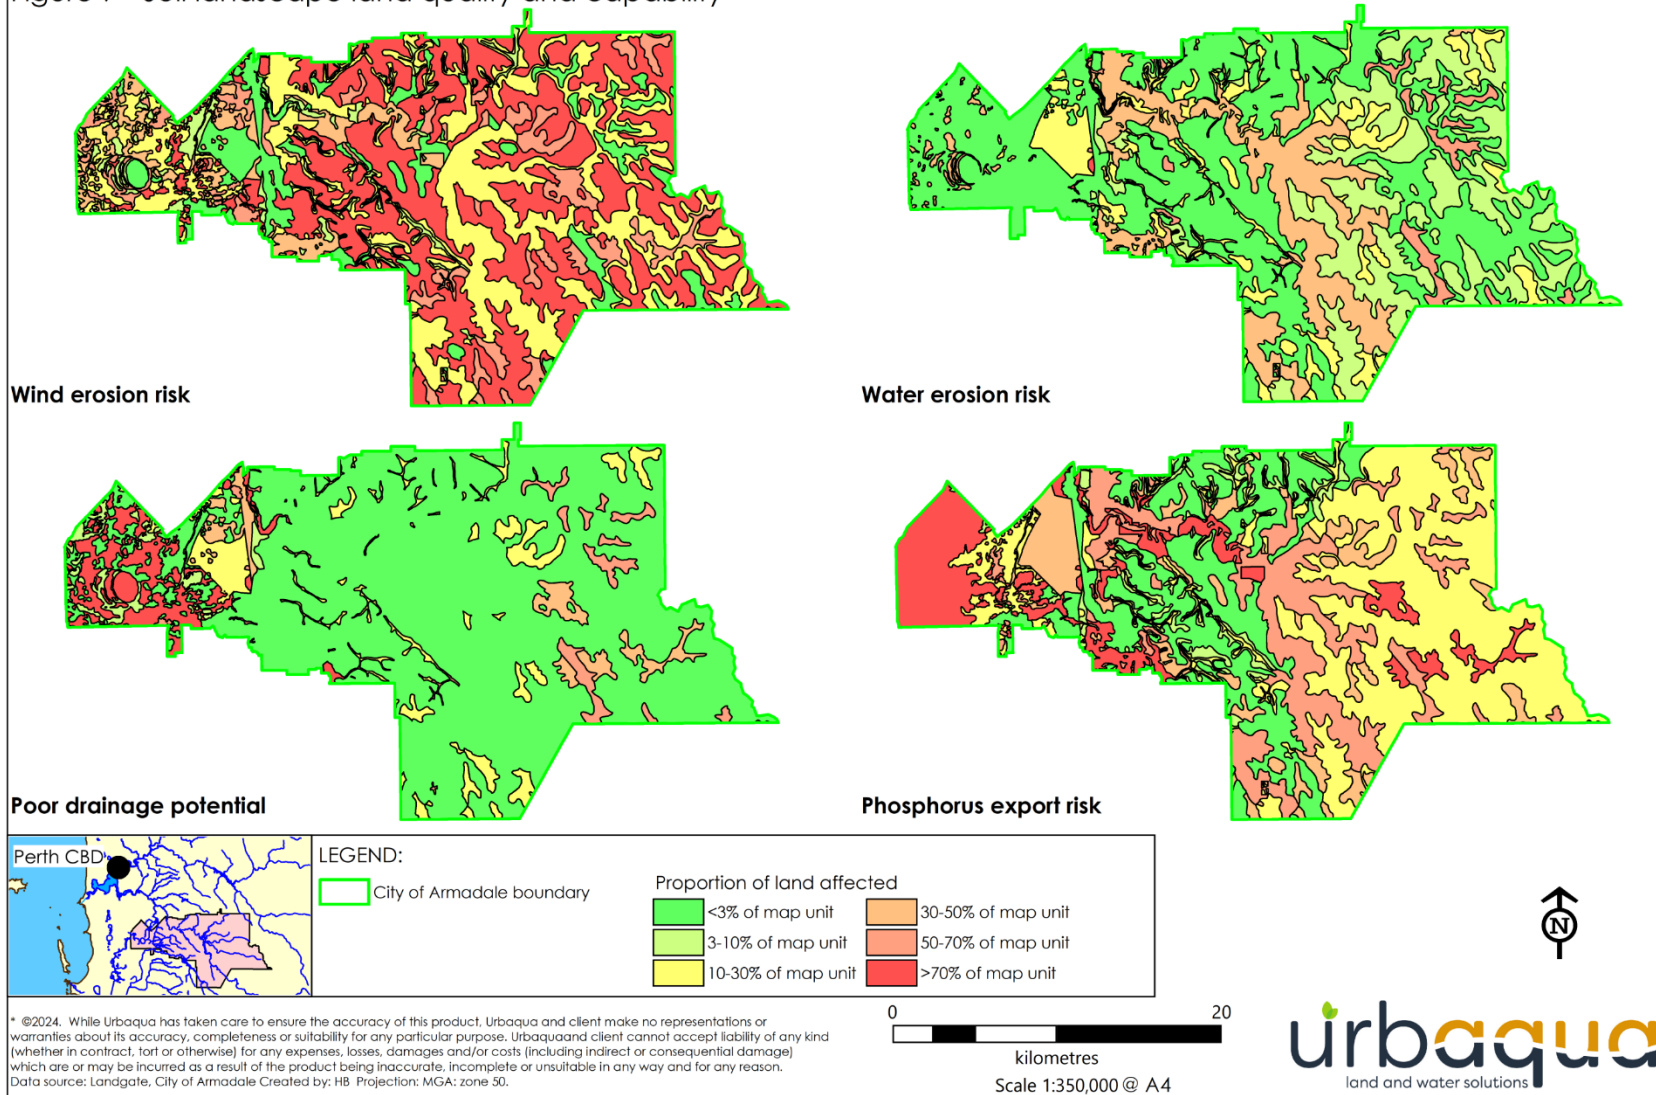 Wind erosion risk
Water erosion risk
Poor drainage potential
Phosphorus export risk
Perth CBD
LEGEND:
City of Armadale boundary
Proportion of land affected
<3% of map unit
30-50% of map unit
3-10% of map unit
50-70% of map unit
10-30% of map unit
>70% of map unit
N
* ©2024. While Urbaqua has taken care to ensure the accuracy of this product, Urbaqua and client make no representations or
warranties about its accuracy, completeness or suitability for any particular purpose. Urbaquaand client cannot accept liability of any kind
(whether in contract, tort or otherwise) for any expenses, losses, damages and/or costs (including indirect or consequential damage)
which are or may be incurred as a result of the product being inaccurate, incomplete or unsuitable in any way and for any reason.
Data source: Landgate, City of Armadale Created by: HB Projection: MGA: zone 50.
0 20
kilometres
Scale 1:350,000 @ A4
urbaqua
land and water solutions